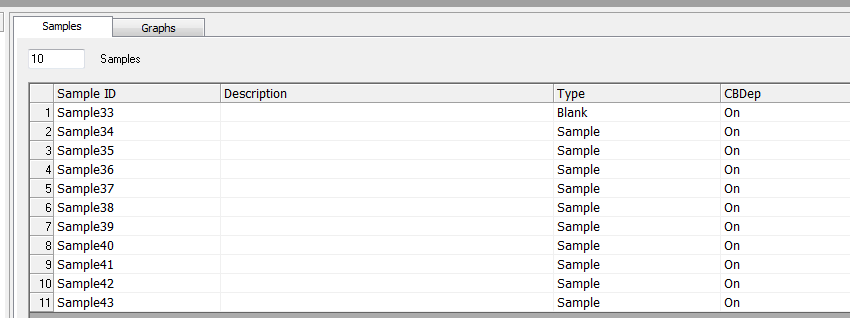 Samples Graphs
10 Samples
Sample ID Description Type CBDep
1 Sample33 Blank On
2 Sample34 Sample On
3 Sample35 Sample On
4 Sample36 Sample On
5 Sample37 Sample On
6 Sample38 Sample On
7 Sample39 Sample On
8 Sample40 Sample On
9 Sample41 Sample On
10 Sample42 Sample On
11 Sample43 Sample On